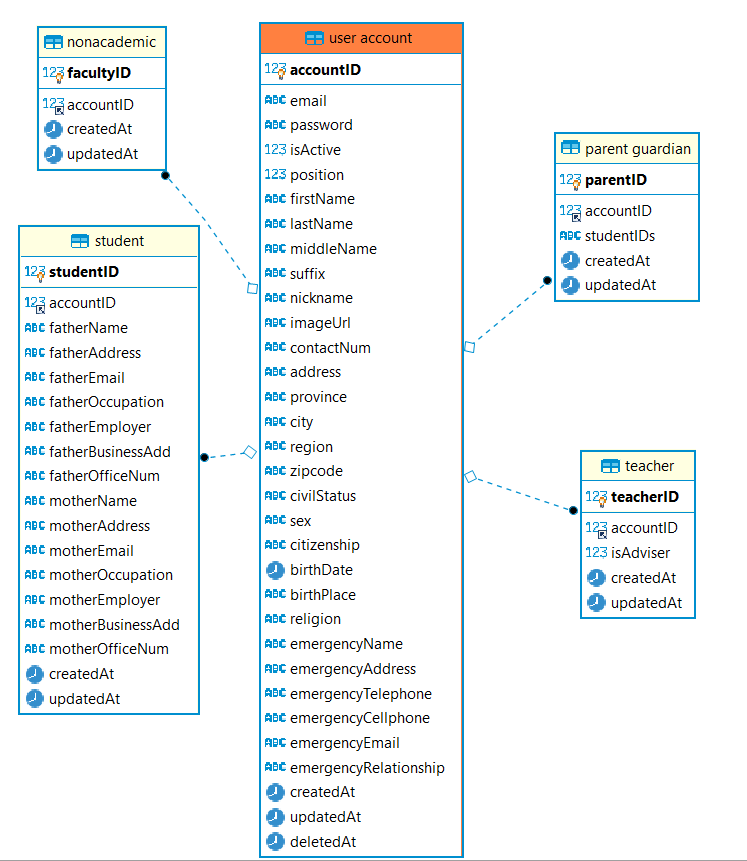 nonacademic
123 facultyID
123 accountID
createdAt
updatedAt
student
123 studentID
123 accountID
ABC fatherName
ABC fatherAddress
ABC fatherEmail
ABC fatherOccupation
ABC fatherEmployer
ABC fatherBusinessAdd
ABC fatherOfficeNum
ABC motherName
ABC motherAddress
ABC motherEmail
ABC motherOccupation
ABC motherEmployer
ABC motherBusinessAdd
ABC motherOfficeNum
createdAt
updatedAt
user account
123 accountID
ABC email
ABC password
123 isActive
123 position
ABC firstName
ABC lastName
ABC middleName
ABC suffix
ABC nickname
ABC imageUrl
ABC contactNum
ABC address
ABC province
ABC city
ABC region
ABC zipcode
ABC civilStatus
ABC sex
ABC citizenship
birthDate
ABC birthPlace
ABC religion
ABC emergencyName
ABC emergencyAddress
ABC emergencyTelephone
ABC emergencyCellphone
ABC emergencyEmail
ABC emergencyRelationship
createdAt
updatedAt
deletedAt
parent guardian
123 parentID
123 accountID
ABC studentIDs
createdAt
updatedAt
teacher
123 teacherID
123 accountID
123 isAdviser
createdAt
updatedAt